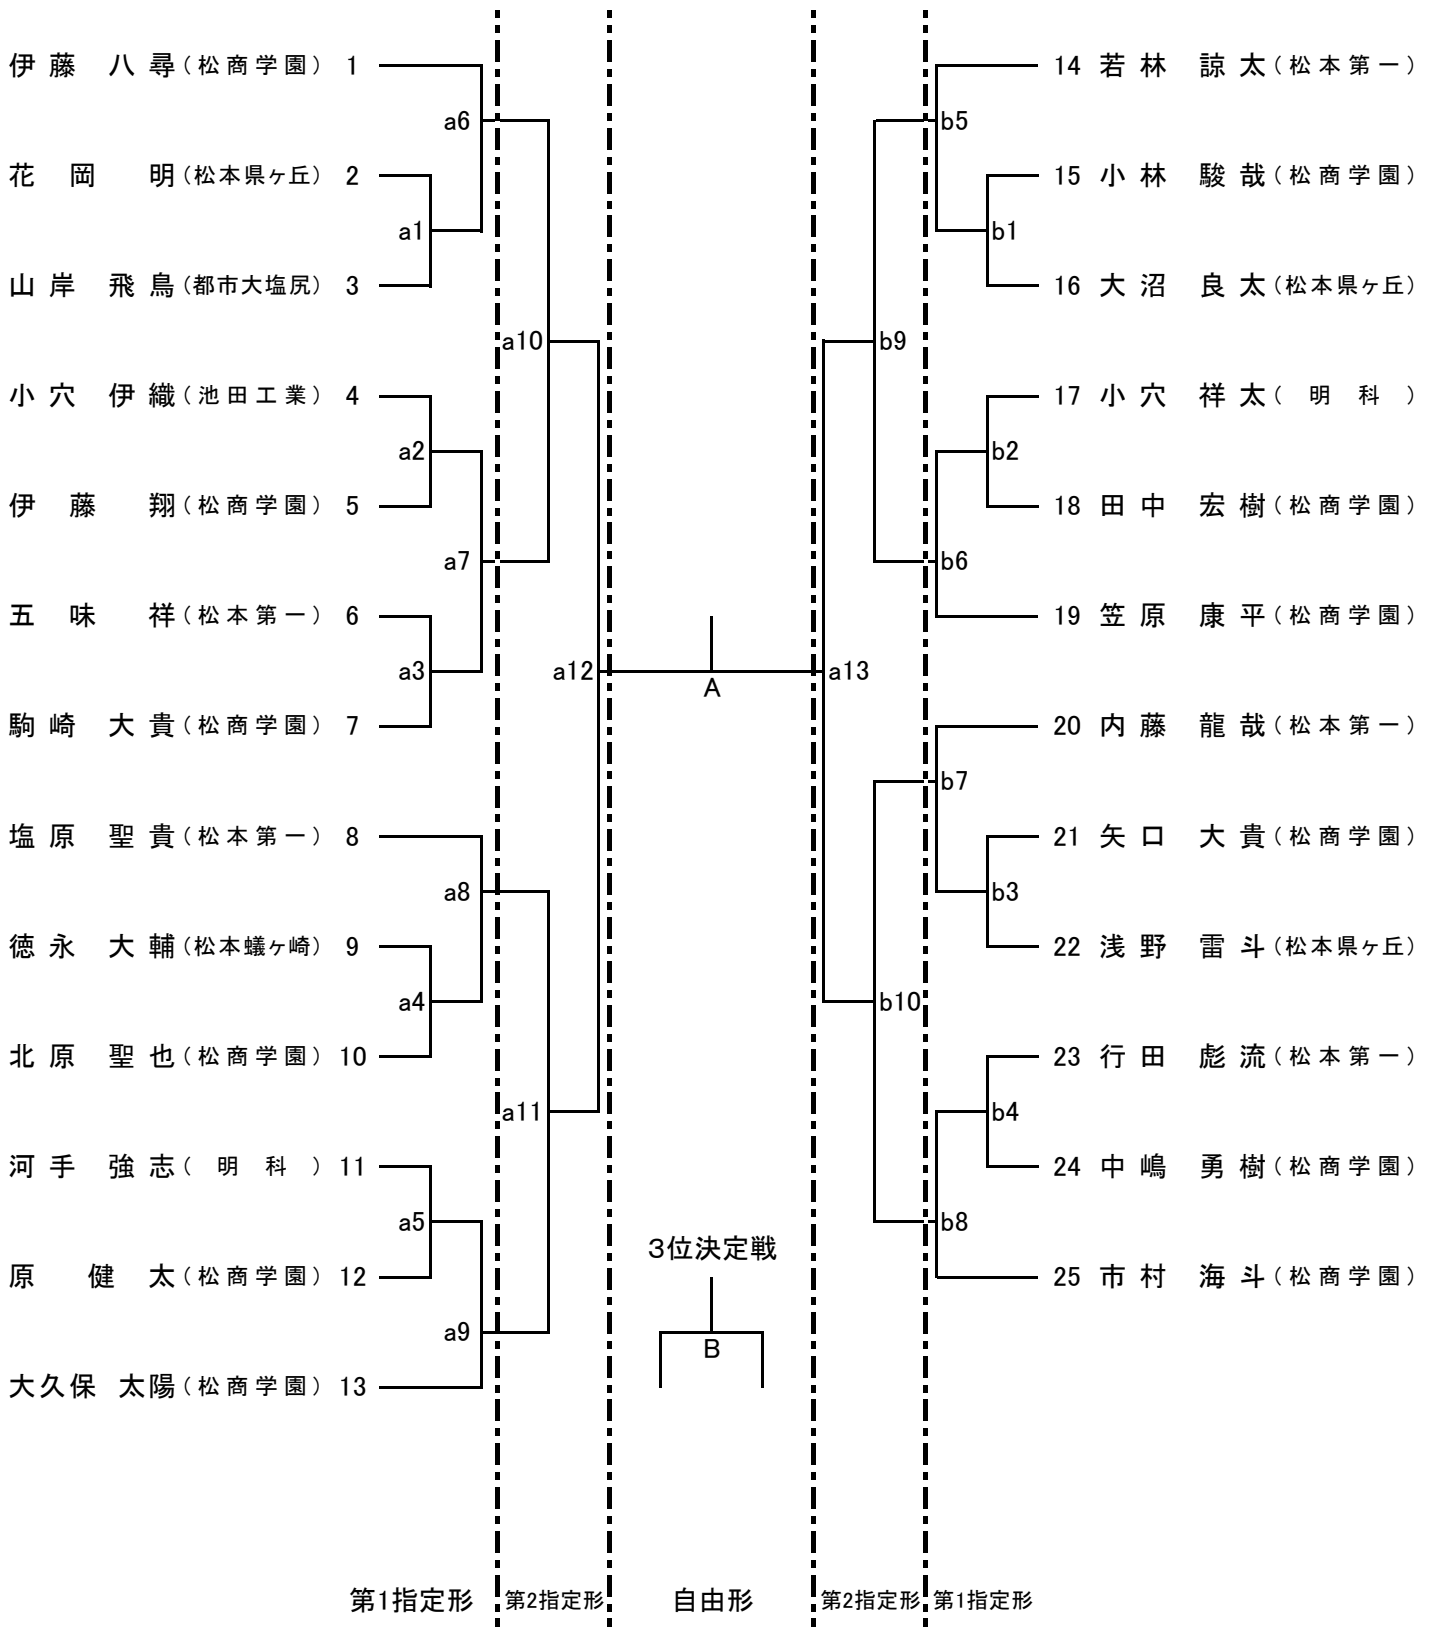 伊藤 八尋(松商学園) 1
a6
花岡 明(松本県ヶ丘) 2
a1
山岸 飛鳥(都市大塩尻) 3
a10
小穴 伊織(池田工業) 4
a2
伊藤 翔(松商学園) 5
a7
五味 祥(松本第一) 6
a3
a12
駒崎 大貴(松商学園) 7
塩原 聖貴(松本第一) 8
a8
徳永 大輔(松本蟻ヶ崎) 9
a4
北原 聖也(松商学園) 10
a11
河手 強志(明科) 11
a5
原 健太(松商学園) 12
a9
大久保 太陽(松商学園) 13
A
3位決定戦
B
14 若林 諒太(松本第一)
b5
15 小林 駿哉(松商学園)
b1
16 大沼 良太(松本県ヶ丘)
b9
17 小穴 祥太(明科)
b2
18 田中 宏樹(松商学園)
b6
19 笠原 康平(松商学園)
a13
20 内藤 龍哉(松本第一)
b7
21 矢口 大貴(松商学園)
b3
22 浅野 雷斗(松本県ヶ丘)
b10
23 行田 彪流(松本第一)
b4
24 中嶋 勇樹(松商学園)
b8
25 市村 海斗(松商学園)
第1指定形 第2指定形 自由形 第2指定形 第1指定形